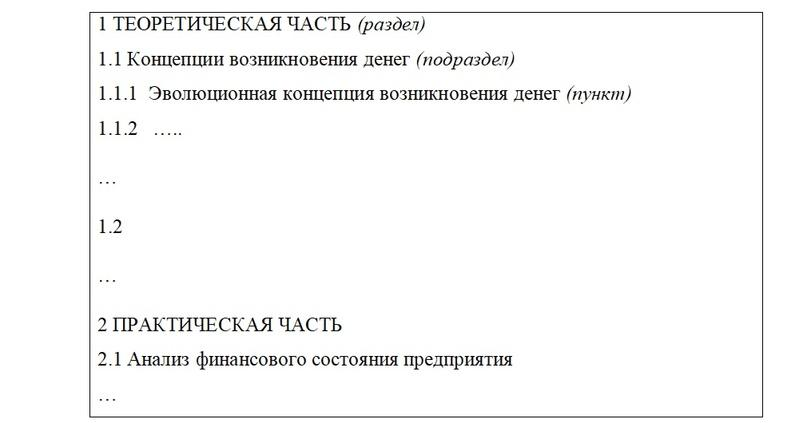 1 ТЕОРЕТИЧЕСКАЯ ЧАСТЬ (раздел)
1.1 Концепции возникновения денег (подраздел)
1.1.1 Эволюционная концепция возникновения денег (пункт)
1.1.2 …..
…
1.2
…
2 ПРАКТИЧЕСКАЯ ЧАСТЬ
2.1 Анализ финансового состояния предприятия
…